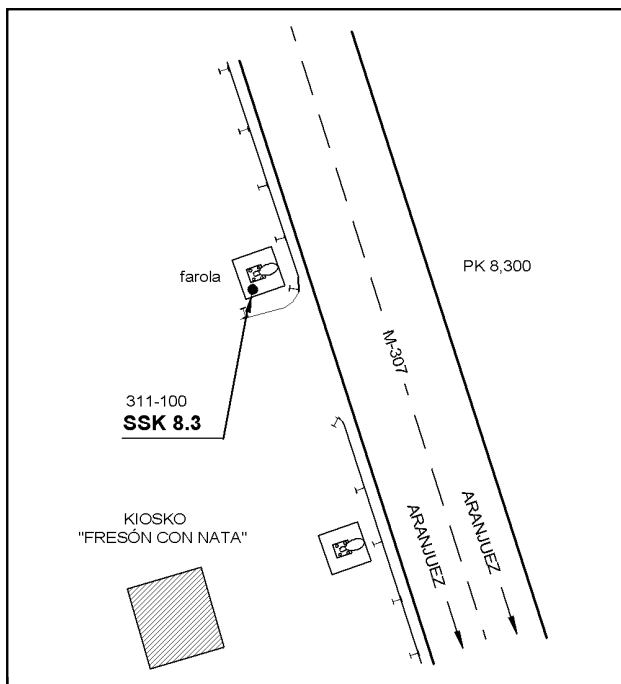 farola
PK 8,300
M-307
311-100
SSK 8.3
KIOSKO
"FRESÓN CON NATA"
ARANJUEZ
ARANJUEZ